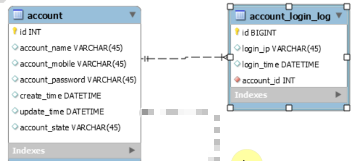 account
id INT
account_name VARCHAR(45)
account_mobile VARCHAR(45)
account_password VARCHAR(45)
create_time DATETIME
update_time DATETIME
account_state VARCHAR(45)
Indexes
account_login_log
id BIGINT
login_ip VARCHAR(45)
login_time DATETIME
account_id INT
Indexes